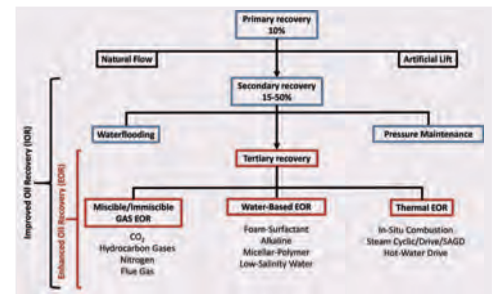 Primary recovery
10%
Natural Flow
Artificial Lift
Secondary recovery
15-50%
Waterflooding
Pressure Maintenance
Tertiary recovery
Improved Oil Recovery (IOR)
Enhanced Oil Recovery (EOR)
Miscible/Immiscible
GAS EOR
CO₂
Hydrocarbon Gases
Nitrogen
Flue Gas
Water-Based EOR
Foam-Surfactant
Alkaline
Micellar-Polymer
Low-Salinity Water
Thermal EOR
In-Situ Combustion
Steam Cyclic/Drive/SAGD
Hot-Water Drive